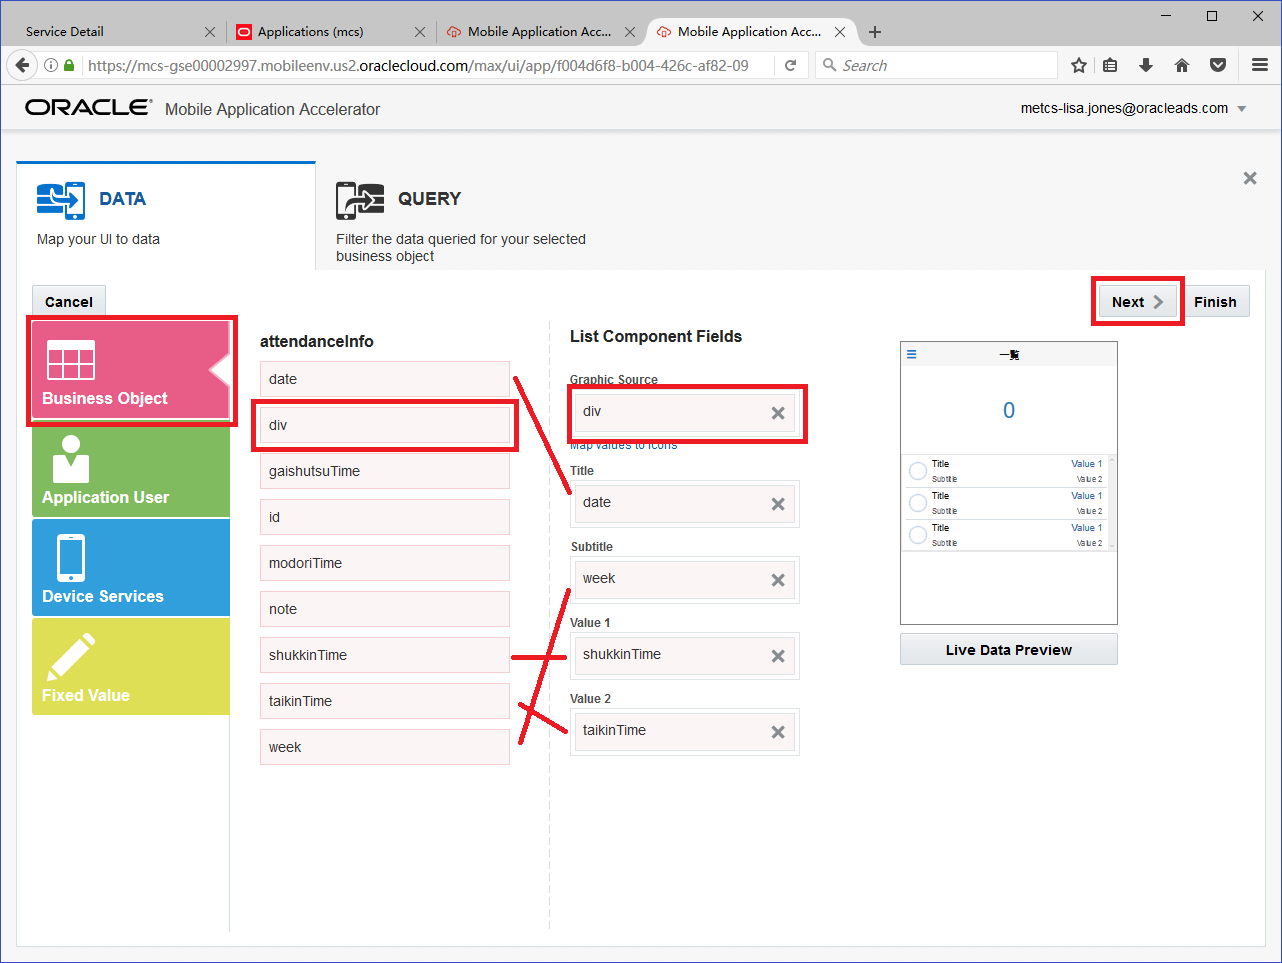 Service Detail
Applications (mcs)
Mobile Application Acc...
Mobile Application Acc...
https://mcs-gse00002997.mobileenv.us2.oraclecloud.com/max/ui/app/f004d6f8-b004-426c-af82-09
Search
ORACLE Mobile Application Accelerator
metcs-lisa.jones@oracleads.com
DATA
Map your UI to data
QUERY
Filter the data queried for your selected
business object
Cancel
Next
Finish
Business Object
Application User
Device Services
Fixed Value
attendanceInfo
date
div
gaishutsuTime
id
modoriTime
note
shukkinTime
taikinTime
week
List Component Fields
Graphic Source
div
Map values to icons
Title
date
Subtitle
week
Value 1
shukkinTime
Value 2
taikinTime
一覧
0
Title Value 1
Subtitle Value 2
Title Value 1
Subtitle Value 2
Title Value 1
Subtitle Value 2
Live Data Preview